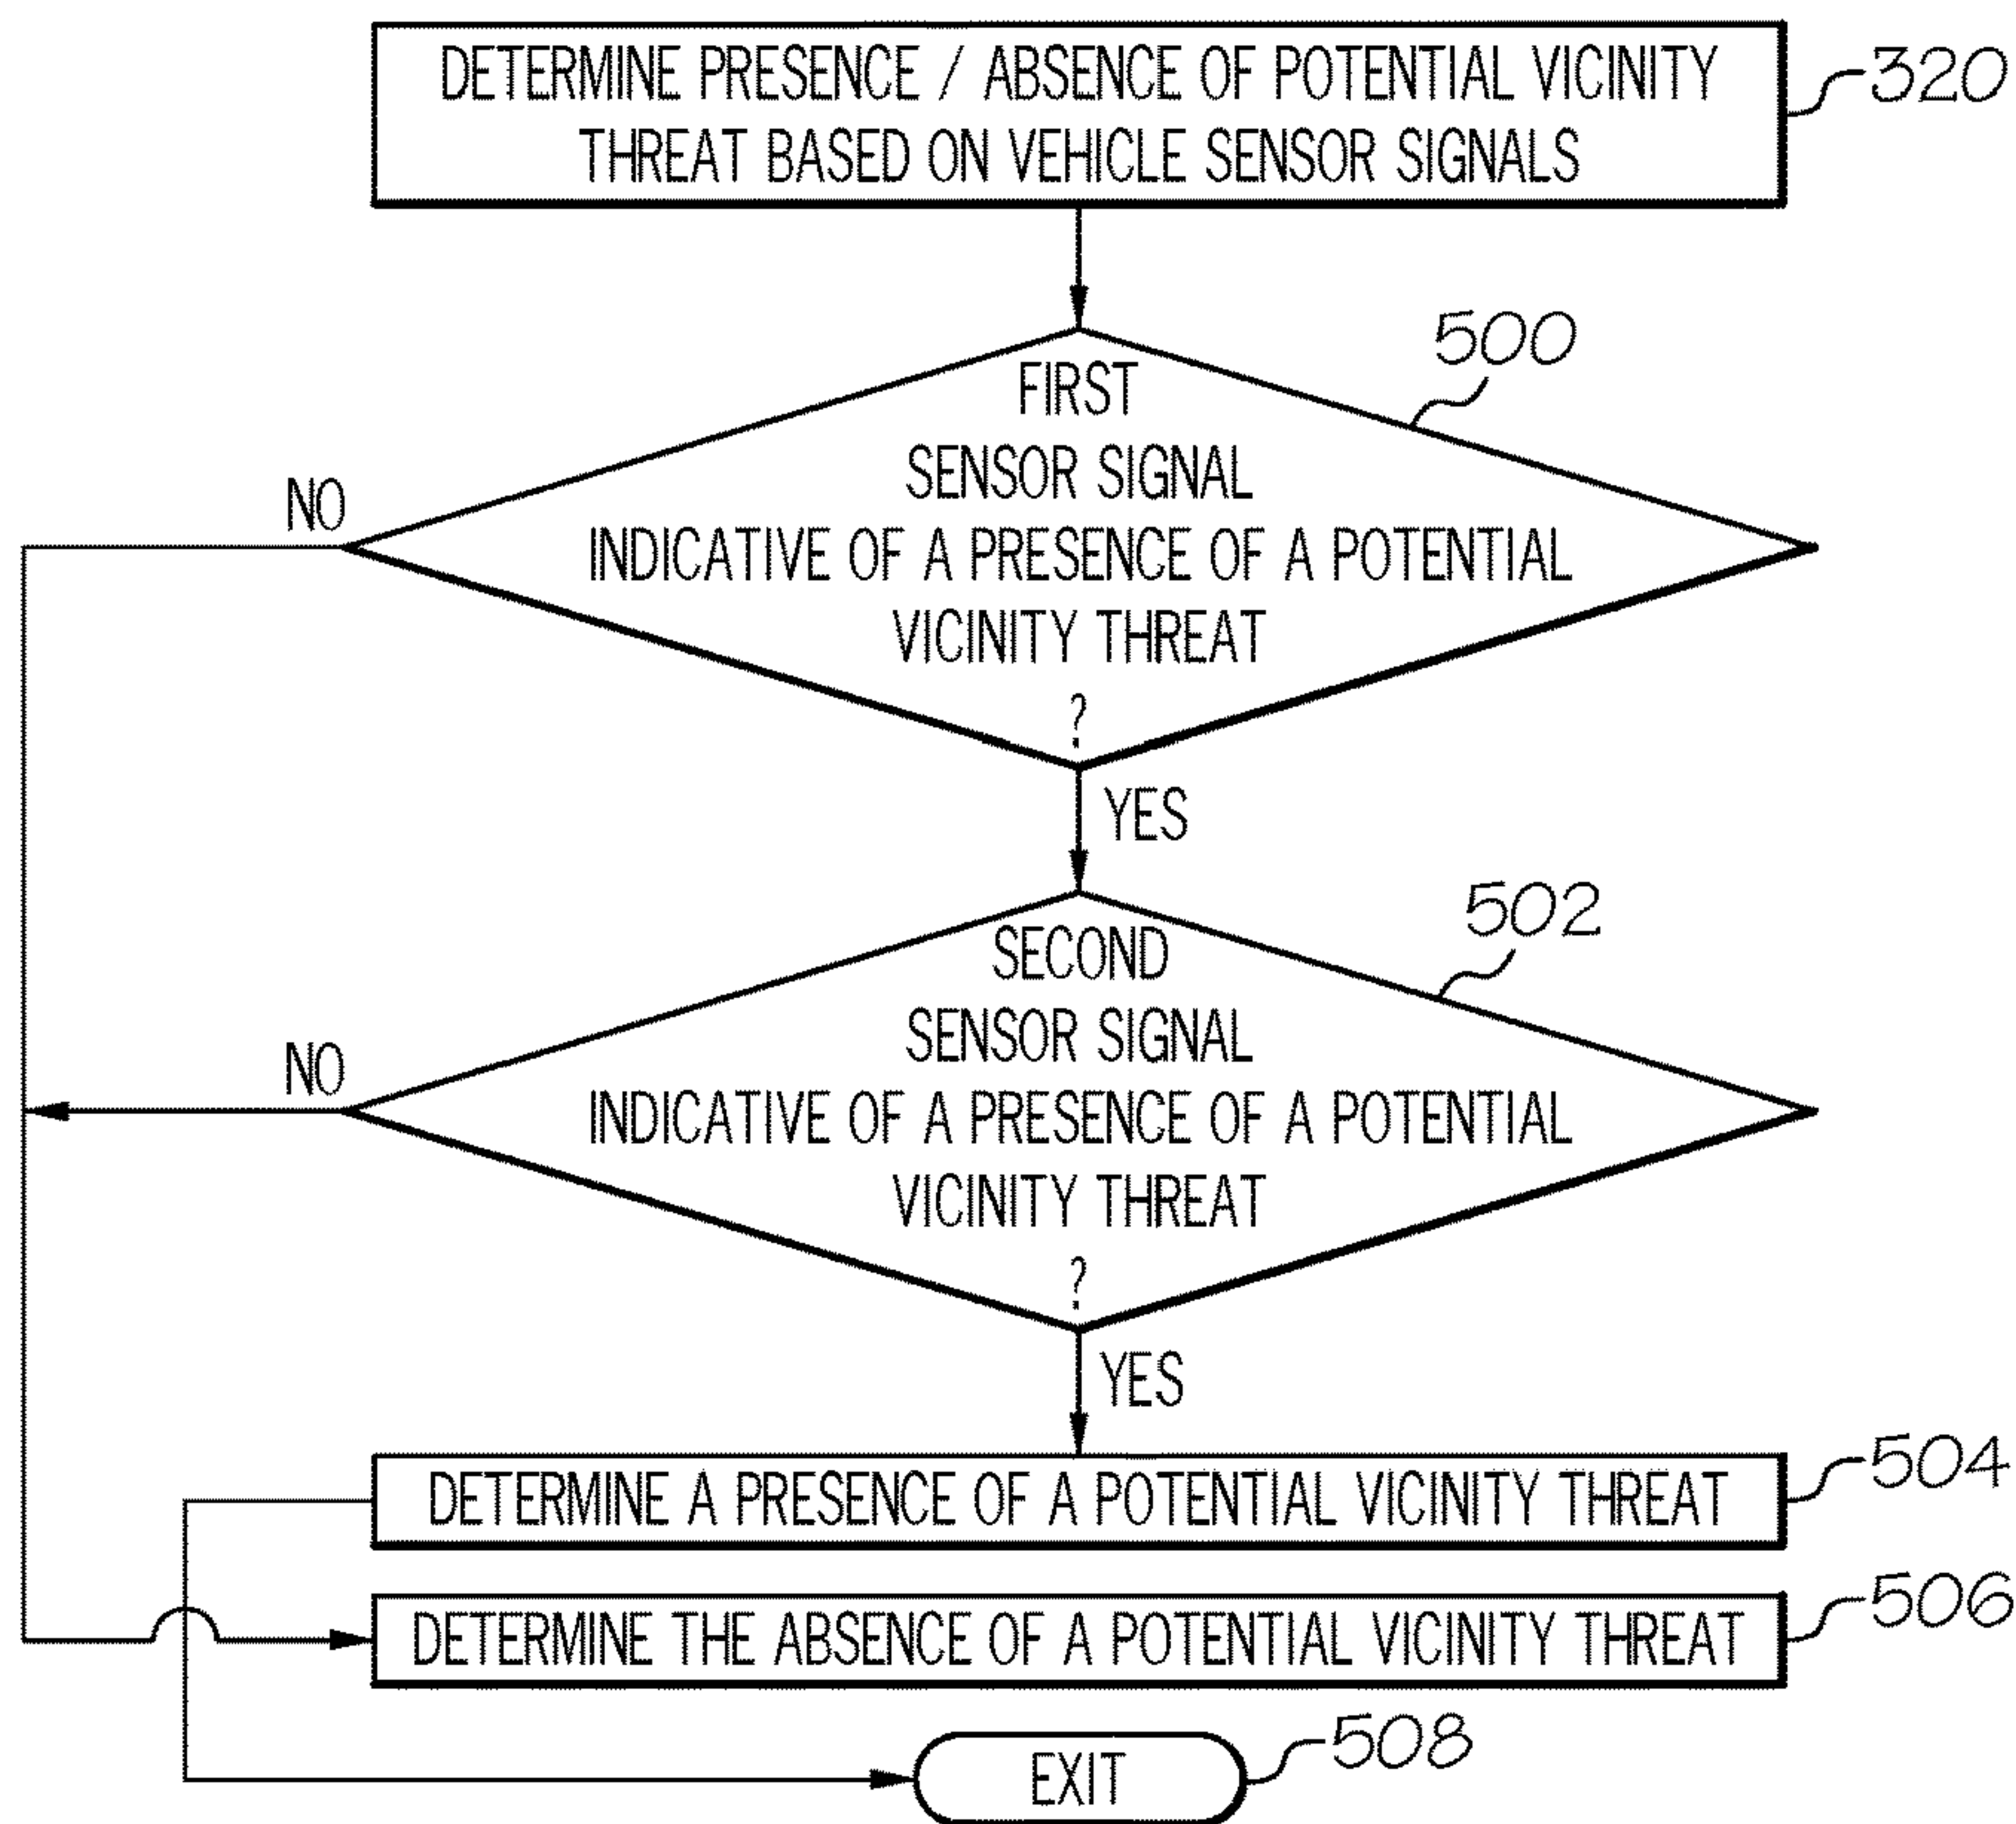 DETERMINE PRESENCE / ABSENCE OF POTENTIAL VICINITY
THREAT BASED ON VEHICLE SENSOR SIGNALS
320
500
FIRST
SENSOR SIGNAL
INDICATIVE OF A PRESENCE OF A POTENTIAL
VICINITY THREAT
?
NO
YES
502
SECOND
SENSOR SIGNAL
INDICATIVE OF A PRESENCE OF A POTENTIAL
VICINITY THREAT
?
NO
YES
DETERMINE A PRESENCE OF A POTENTIAL VICINITY THREAT
504
DETERMINE THE ABSENCE OF A POTENTIAL VICINITY THREAT
506
EXIT
508